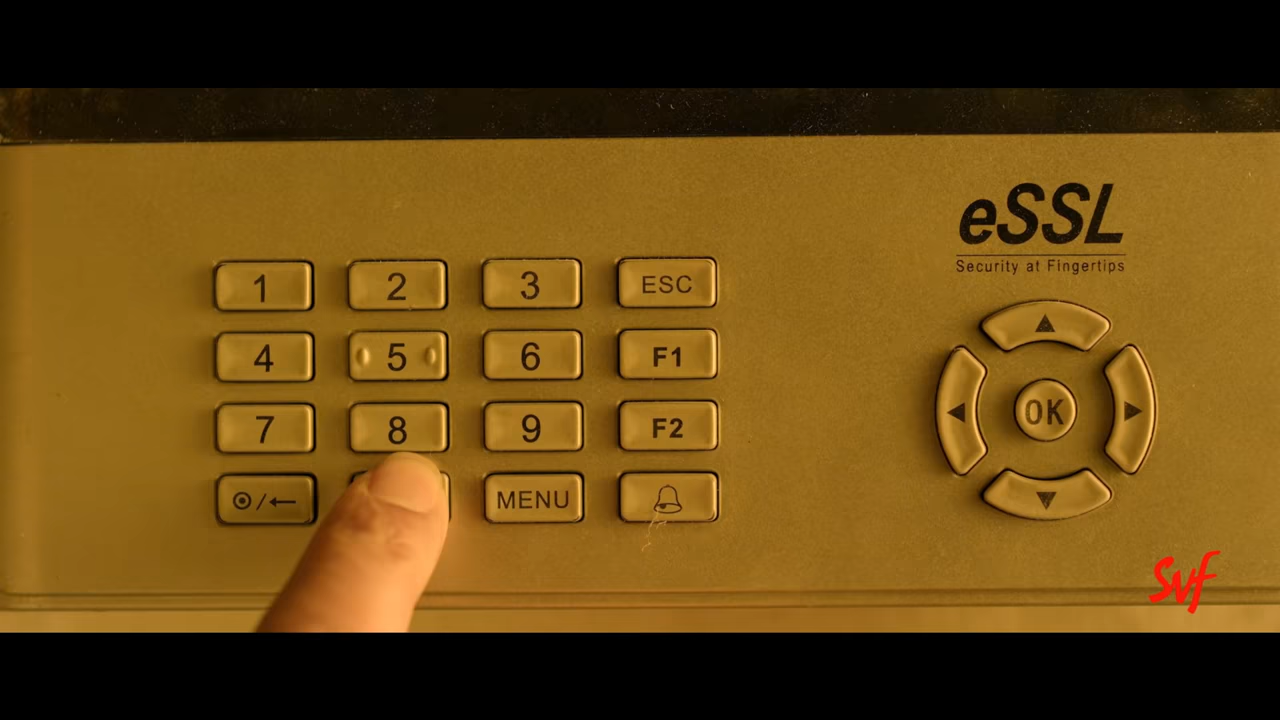 eSSL
Security at Fingertips
1 2 3 ESC
4 5 6 F1
7 8 9 F2
MENU
OK
svf